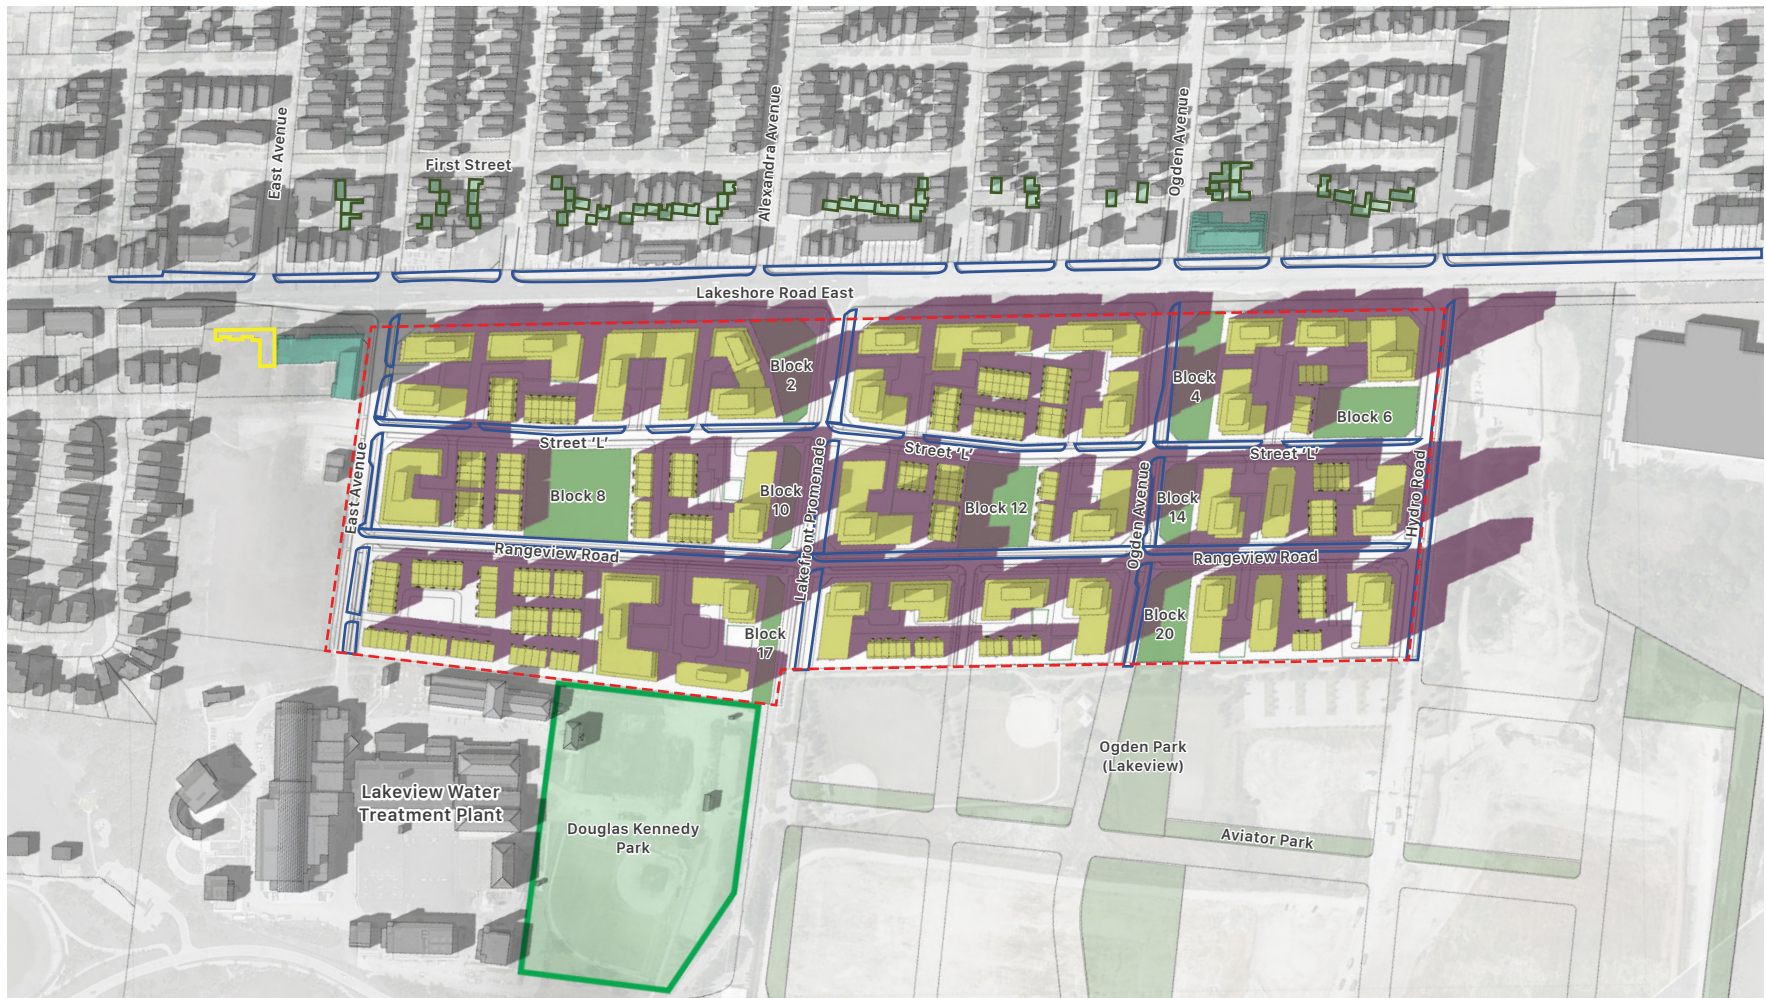 East Avenue
First Street
Alexandra Avenue
Ogden Avenue
Lakeshore Road East
Block
2
Block
4
Block 6
Street ‘L’
Street ‘L’
Street ‘L’
East Avenue
Block 8
Block
10
Lakefront Promenade
Block 12
Ogden Avenue
Block
14
Hydro Road
Rangeview Road
Rangeview Road
Block
17
Block
20
Ogden Park
(Lakeview)
Lakeview Water
Treatment Plant
Douglas Kennedy
Park
Aviator Park